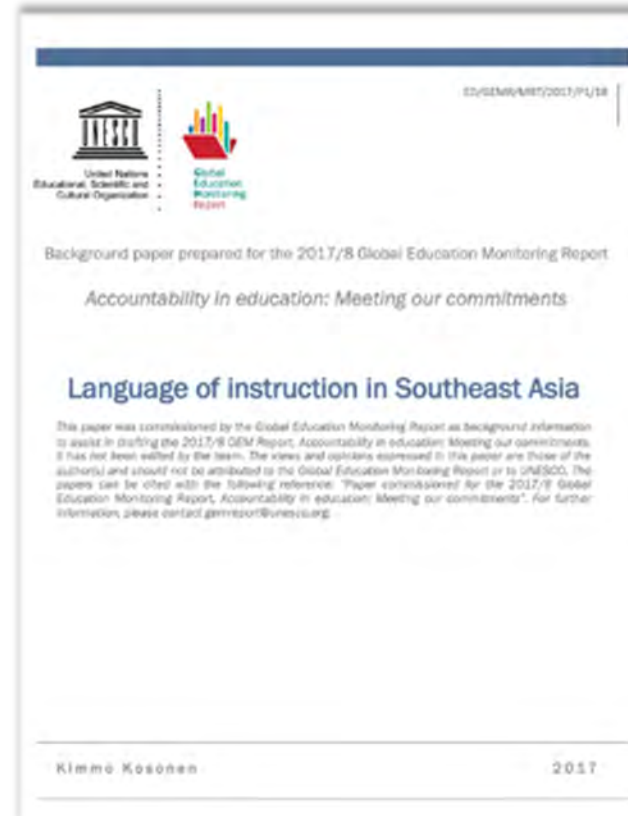 ED/GEMR/MRT/2017/P1/18
UNESCO
United Nations
Educational, Scientific and
Cultural Organization
Global
Education
Monitoring
Report
Background paper prepared for the 2017/8 Global Education Monitoring Report
Accountability in education: Meeting our commitments
Language of instruction in Southeast Asia
This paper was commissioned by the Global Education Monitoring Report as background information
to assist in drafting the 2017/8 GEM Report, Accountability in education: Meeting our commitments.
It has not been edited by the team. The views and opinions expressed in this paper are those of the
author(s) and should not be attributed to the Global Education Monitoring Report or to UNESCO. The
papers can be cited with the following reference: "Paper commissioned for the 2017/8 Global
Education Monitoring Report, Accountability in education: Meeting our commitments". For further
information, please contact gemreport@unesco.org.
Kimmo Kosonen
2017